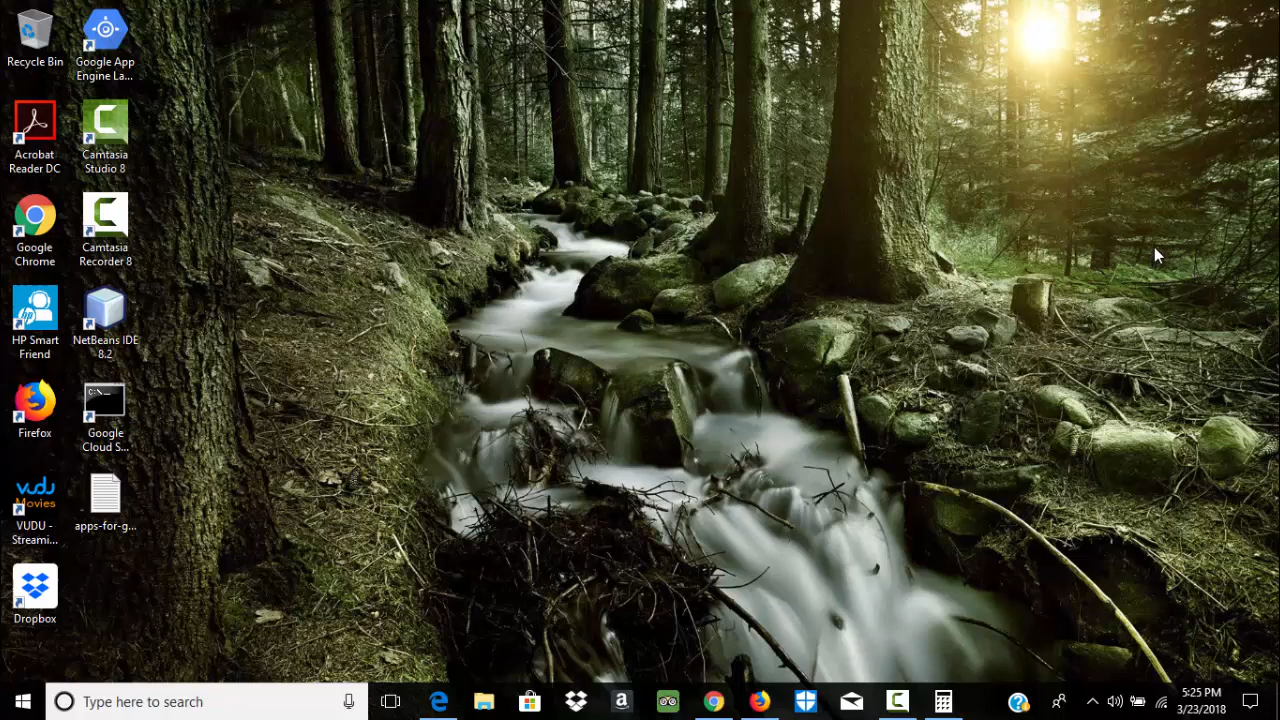 Recycle Bin
Google App
Engine La...
Acrobat
Reader DC
Camtasia
Studio 8
Google
Chrome
Camtasia
Recorder 8
HP Smart
Friend
NetBeans IDE
8.2
Firefox
Google
Cloud S...
vudu
Movies
VUDU -
Streami...
apps-for-g...
Dropbox
Type here to search
5:25 PM
3/23/2018